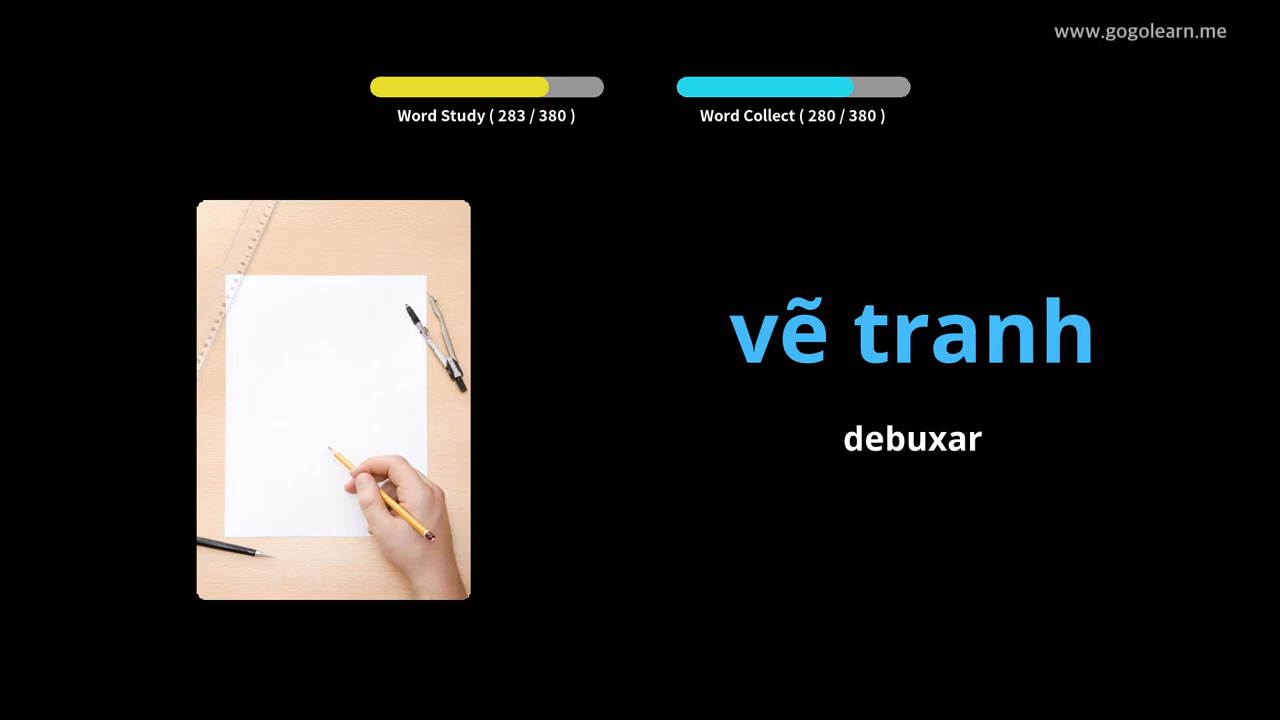 www.gogolearn.me
Word Study ( 283 / 380 )
Word Collect ( 280 / 380 )
vẽ tranh
debuxar